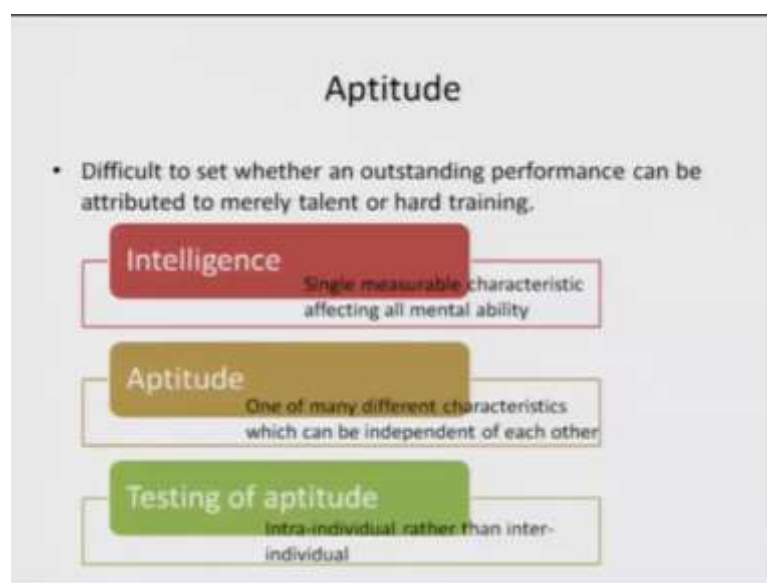 Aptitude
• Difficult to set whether an outstanding performance can be
attributed to merely talent or hard training.
Intelligence
Single measurable characteristic
affecting all mental ability
Aptitude
One of many different characteristics
which can be independent of each other
Testing of aptitude
Intra-individual rather than inter-
individual